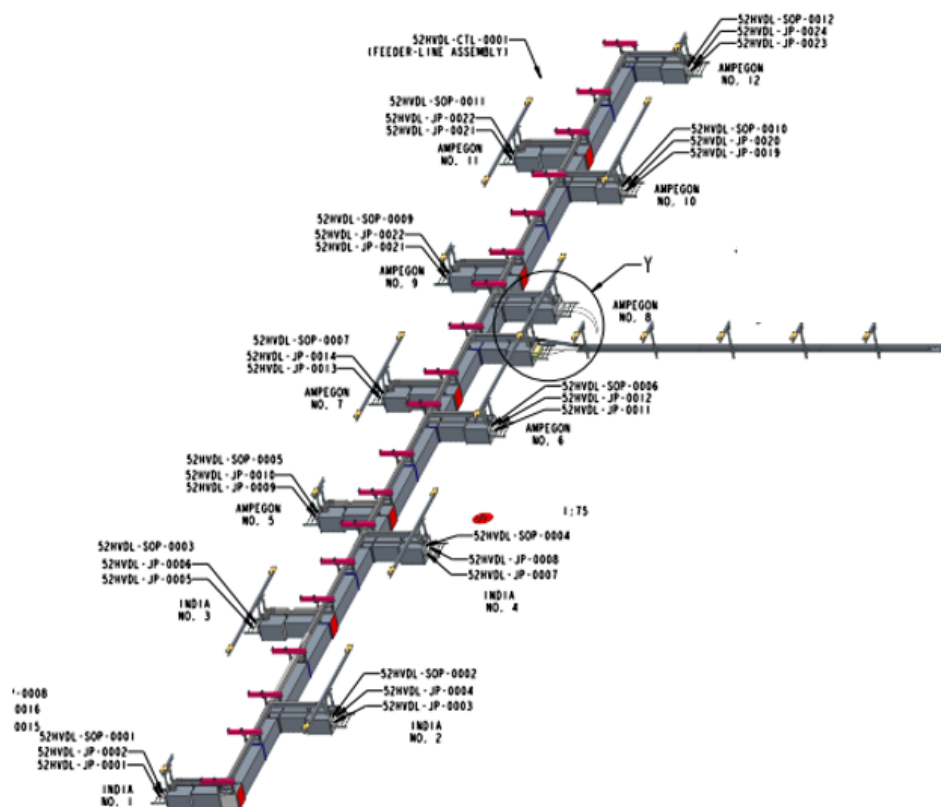 52HVDL-SOP-0012
52HVDL-JP-0024
52HVDL-JP-0023
AMPEGON
NO. 12
52HVDL-CTL-0001
(FEEDER-LINE ASSEMBLY)
52HVDL-SOP-0011
52HVDL-JP-0022
52HVDL-JP-0021
AMPEGON
NO. 11
52HVDL-SOP-0010
52HVDL-JP-0020
52HVDL-JP-0019
AMPEGON
NO. 10
52HVDL-SOP-0009
52HVDL-JP-0022
52HVDL-JP-0021
AMPEGON
NO. 9
Y
AMPEGON
NO. 8
52HVDL-SOP-0007
52HVDL-JP-0014
52HVDL-JP-0013
AMPEGON
NO. 7
52HVDL-SOP-0006
52HVDL-JP-0012
52HVDL-JP-0011
AMPEGON
NO. 6
52HVDL-SOP-0005
52HVDL-JP-0010
52HVDL-JP-0009
AMPEGON
NO. 5
1:75
52HVDL-SOP-0004
52HVDL-JP-0008
52HVDL-JP-0007
INDIA
NO. 4
52HVDL-SOP-0003
52HVDL-JP-0006
52HVDL-JP-0005
INDIA
NO. 3
52HVDL-SOP-0002
52HVDL-JP-0004
52HVDL-JP-0003
INDIA
NO. 2
P-0008
0016
0015
52HVDL-SOP-0001
52HVDL-JP-0002
52HVDL-JP-0001
INDIA
NO. 1